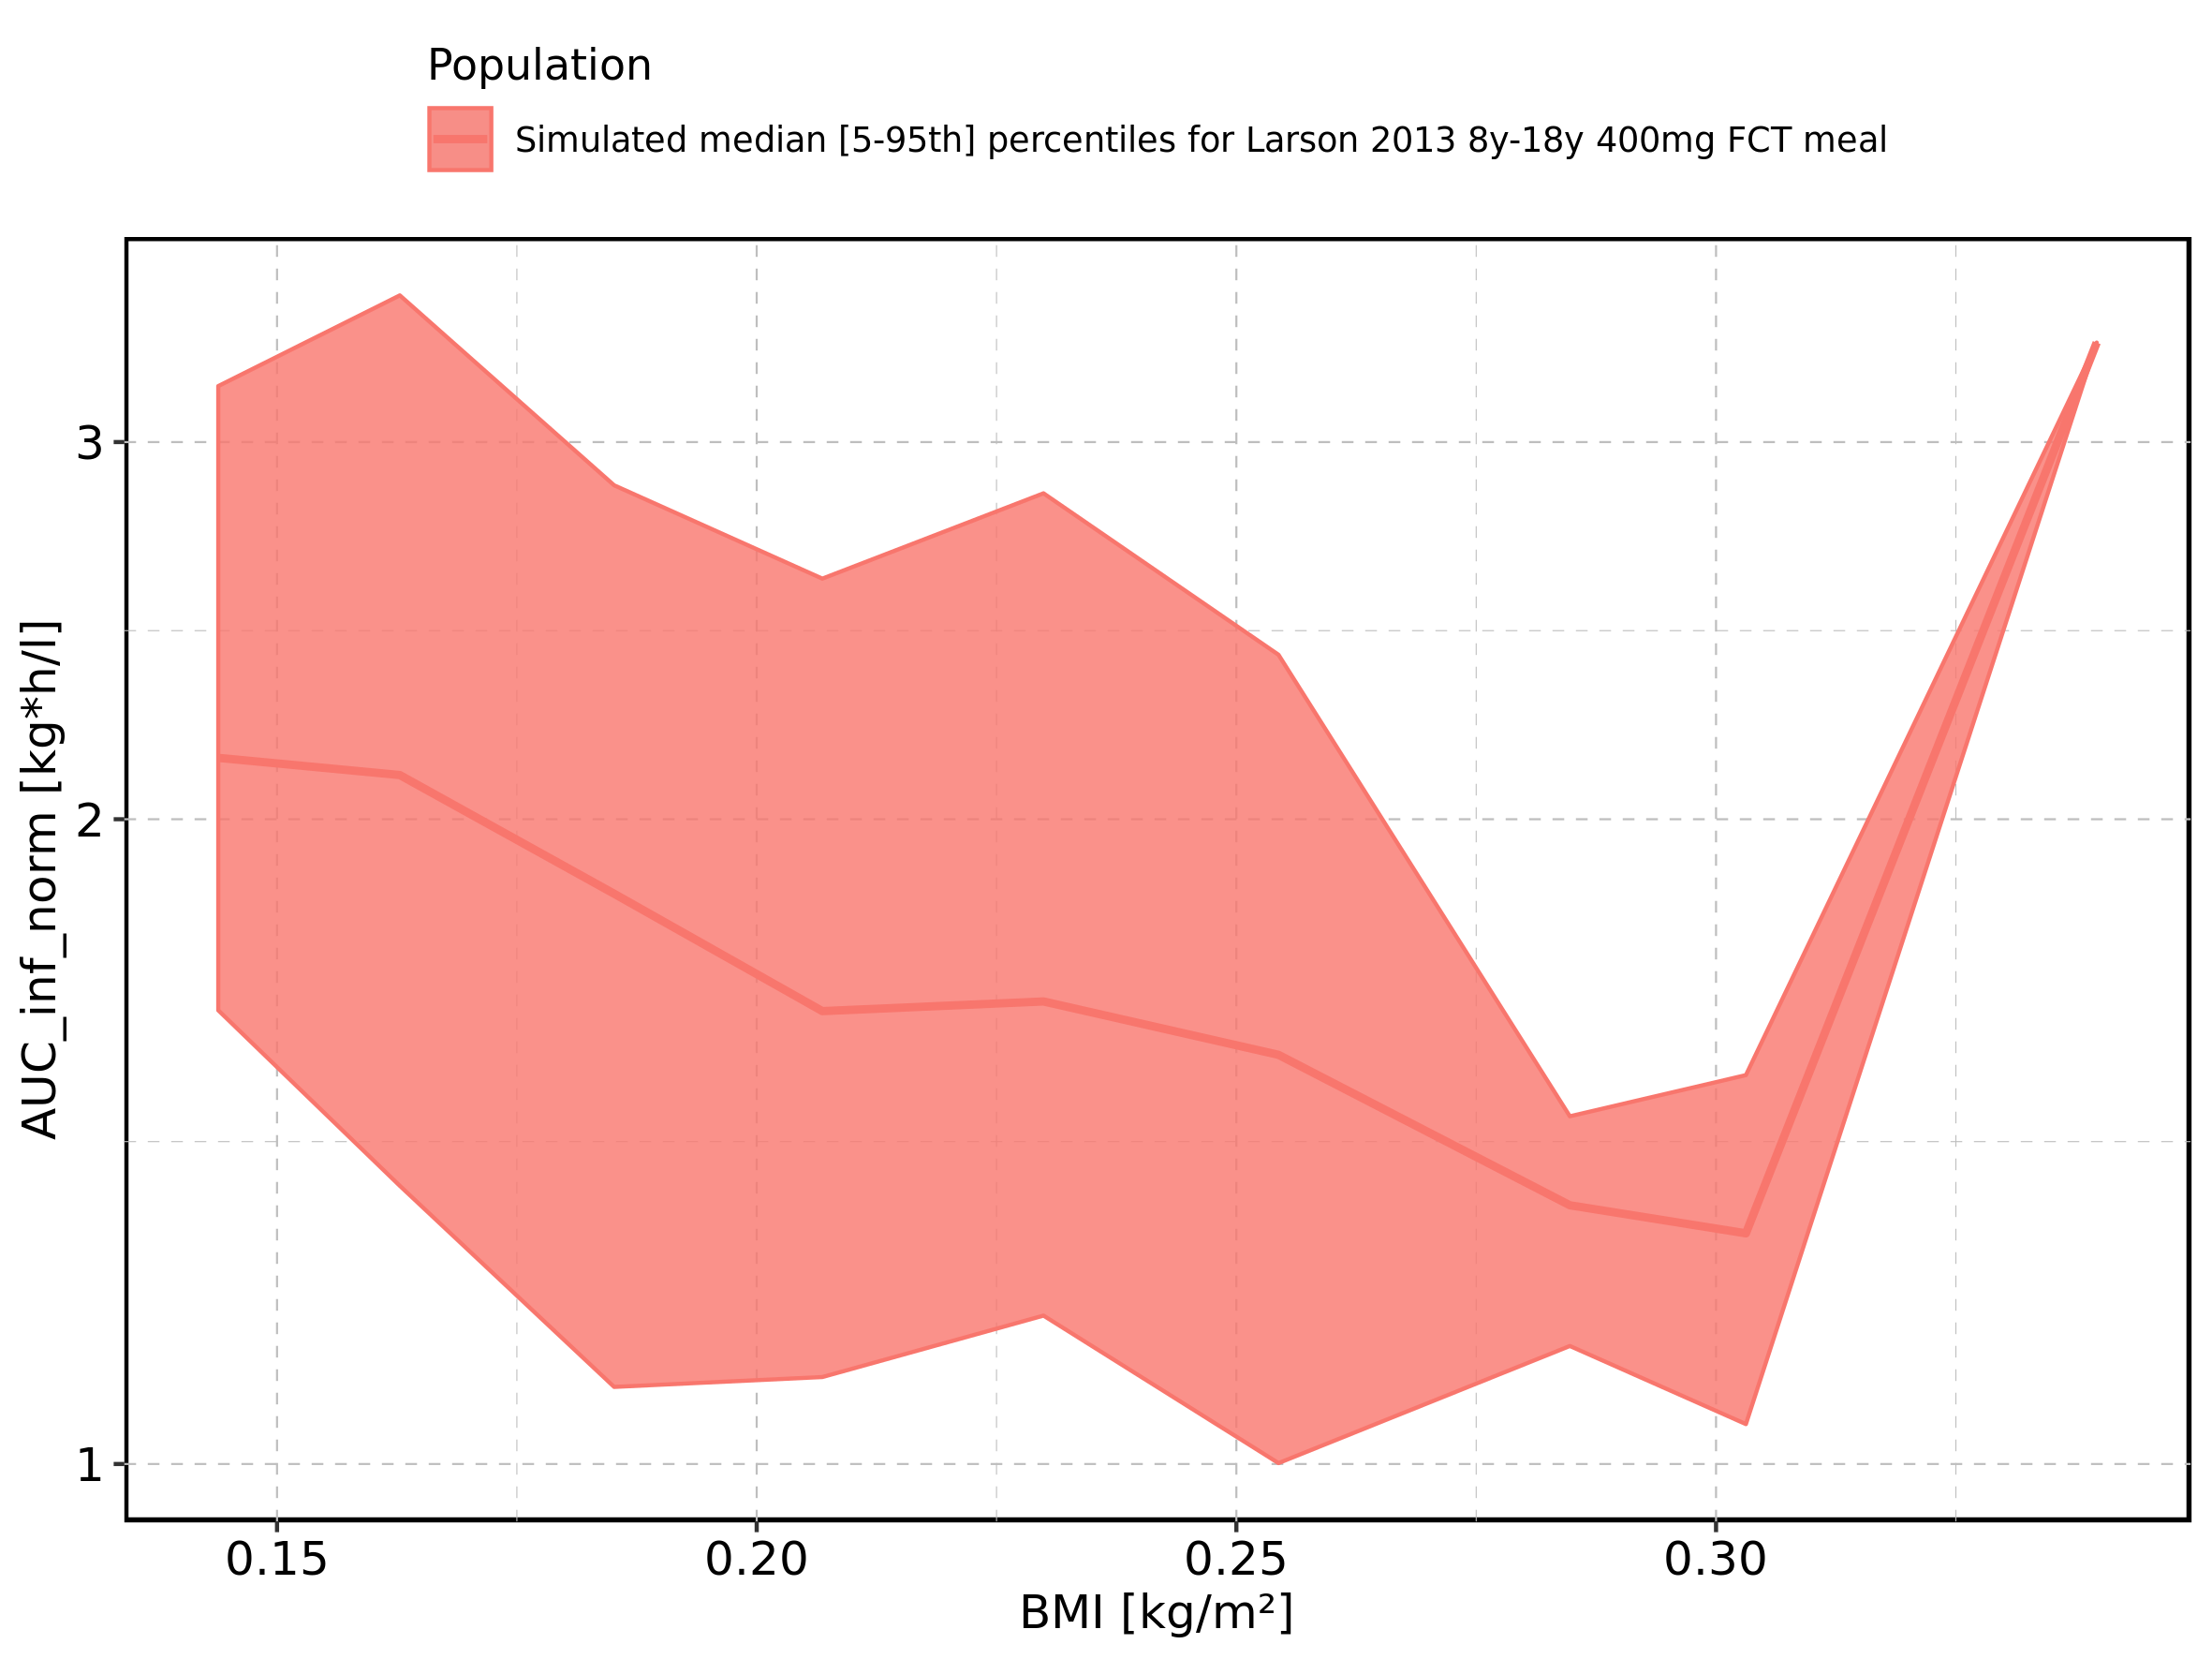 Population
Simulated median [5-95th] percentiles for Larson 2013 8y-18y 400mg FCT meal
AUC_inf_norm [kg*h/l]
3
2
1
0.15 0.20 0.25 0.30
BMI [kg/m²]